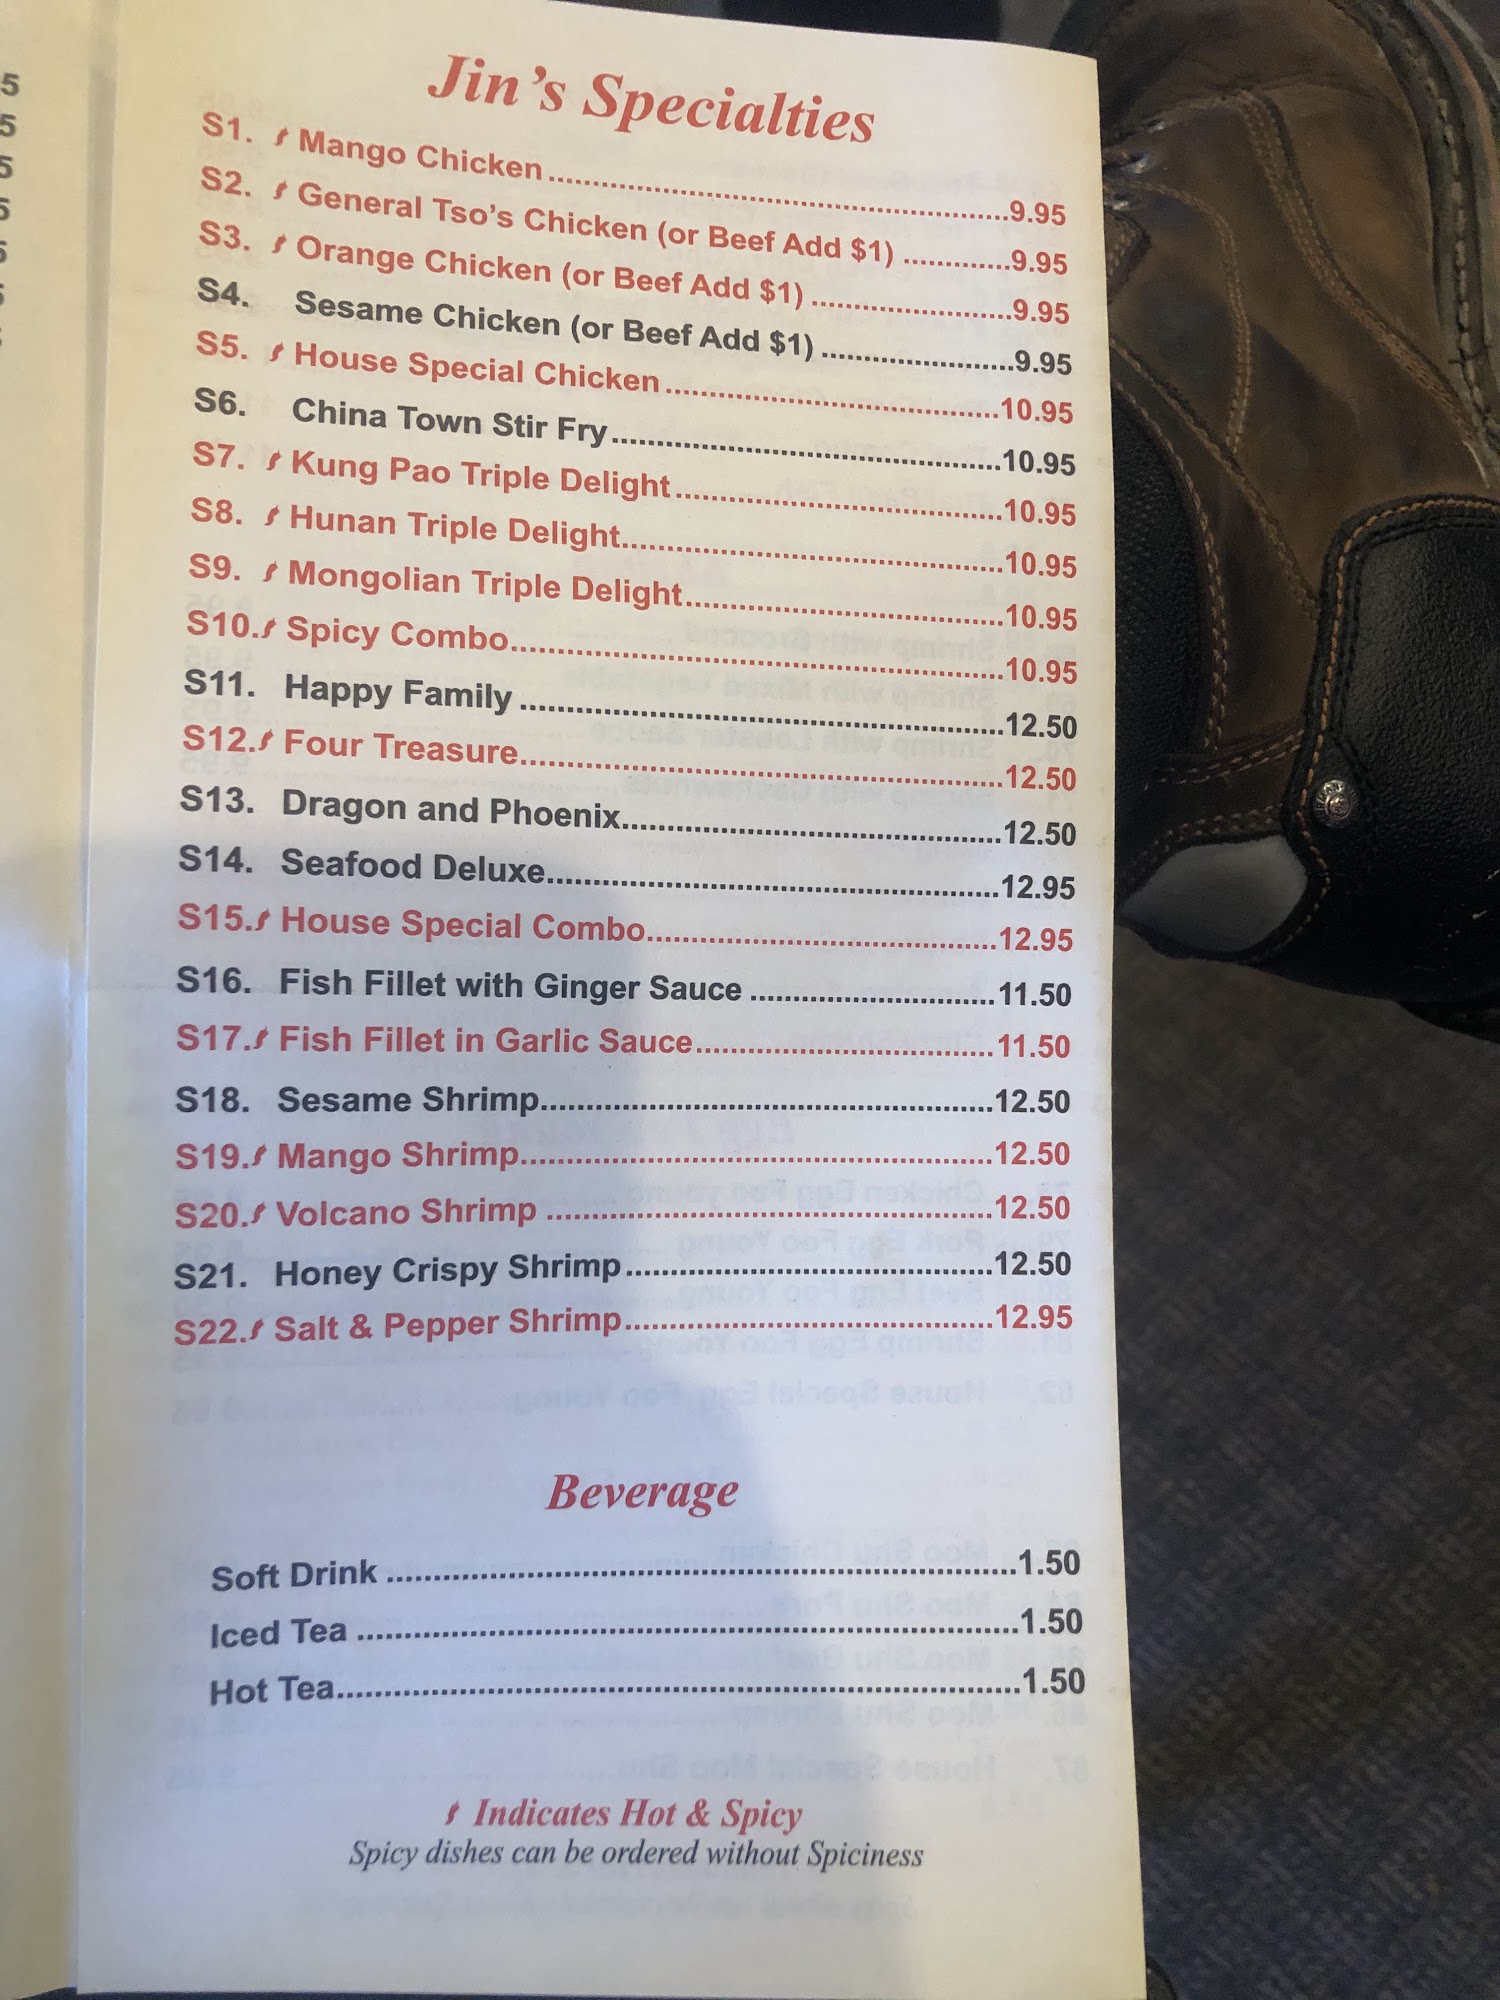 Jin's Specialties
S1. Mango Chicken..........9.95
S2. General Tso's Chicken (or Beef Add $1)..........9.95
S3. Orange Chicken (or Beef Add $1)..........9.95
S4. Sesame Chicken (or Beef Add $1)..........9.95
S5. House Special Chicken..........10.95
S6. China Town Stir Fry..........10.95
S7. Kung Pao Triple Delight..........10.95
S8. Hunan Triple Delight..........10.95
S9. Mongolian Triple Delight..........10.95
S10. Spicy Combo..........10.95
S11. Happy Family..........12.50
S12. Four Treasure..........12.50
S13. Dragon and Phoenix..........12.50
S14. Seafood Deluxe..........12.95
S15. House Special Combo..........12.95
S16. Fish Fillet with Ginger Sauce..........11.50
S17. Fish Fillet in Garlic Sauce..........11.50
S18. Sesame Shrimp..........12.50
S19. Mango Shrimp..........12.50
S20. Volcano Shrimp..........12.50
S21. Honey Crispy Shrimp..........12.50
S22. Salt & Pepper Shrimp..........12.95
Beverage
Soft Drink..........1.50
Iced Tea..........1.50
Hot Tea..........1.50
Indicates Hot & Spicy
Spicy dishes can be ordered without Spiciness